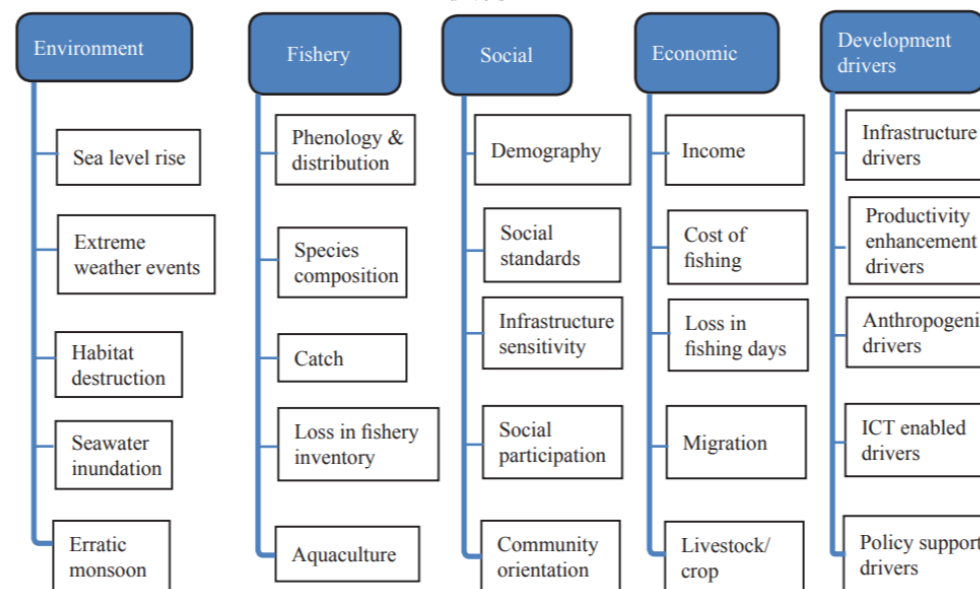 Environment
Sea level rise
Extreme
weather events
Habitat
destruction
Seawater
inundation
Erratic
monsoon
Fishery
Phenology &
distribution
Species
composition
Catch
Loss in fishery
inventory
Aquaculture
Social
Demography
Social
standards
Infrastructure
sensitivity
Social
participation
Community
orientation
Economic
Income
Cost of
fishing
Loss in
fishing days
Migration
Livestock/
crop
Development
drivers
Infrastructure
drivers
Productivity
enhancement
drivers
Anthropogeni
drivers
ICT enabled
drivers
Policy support
drivers